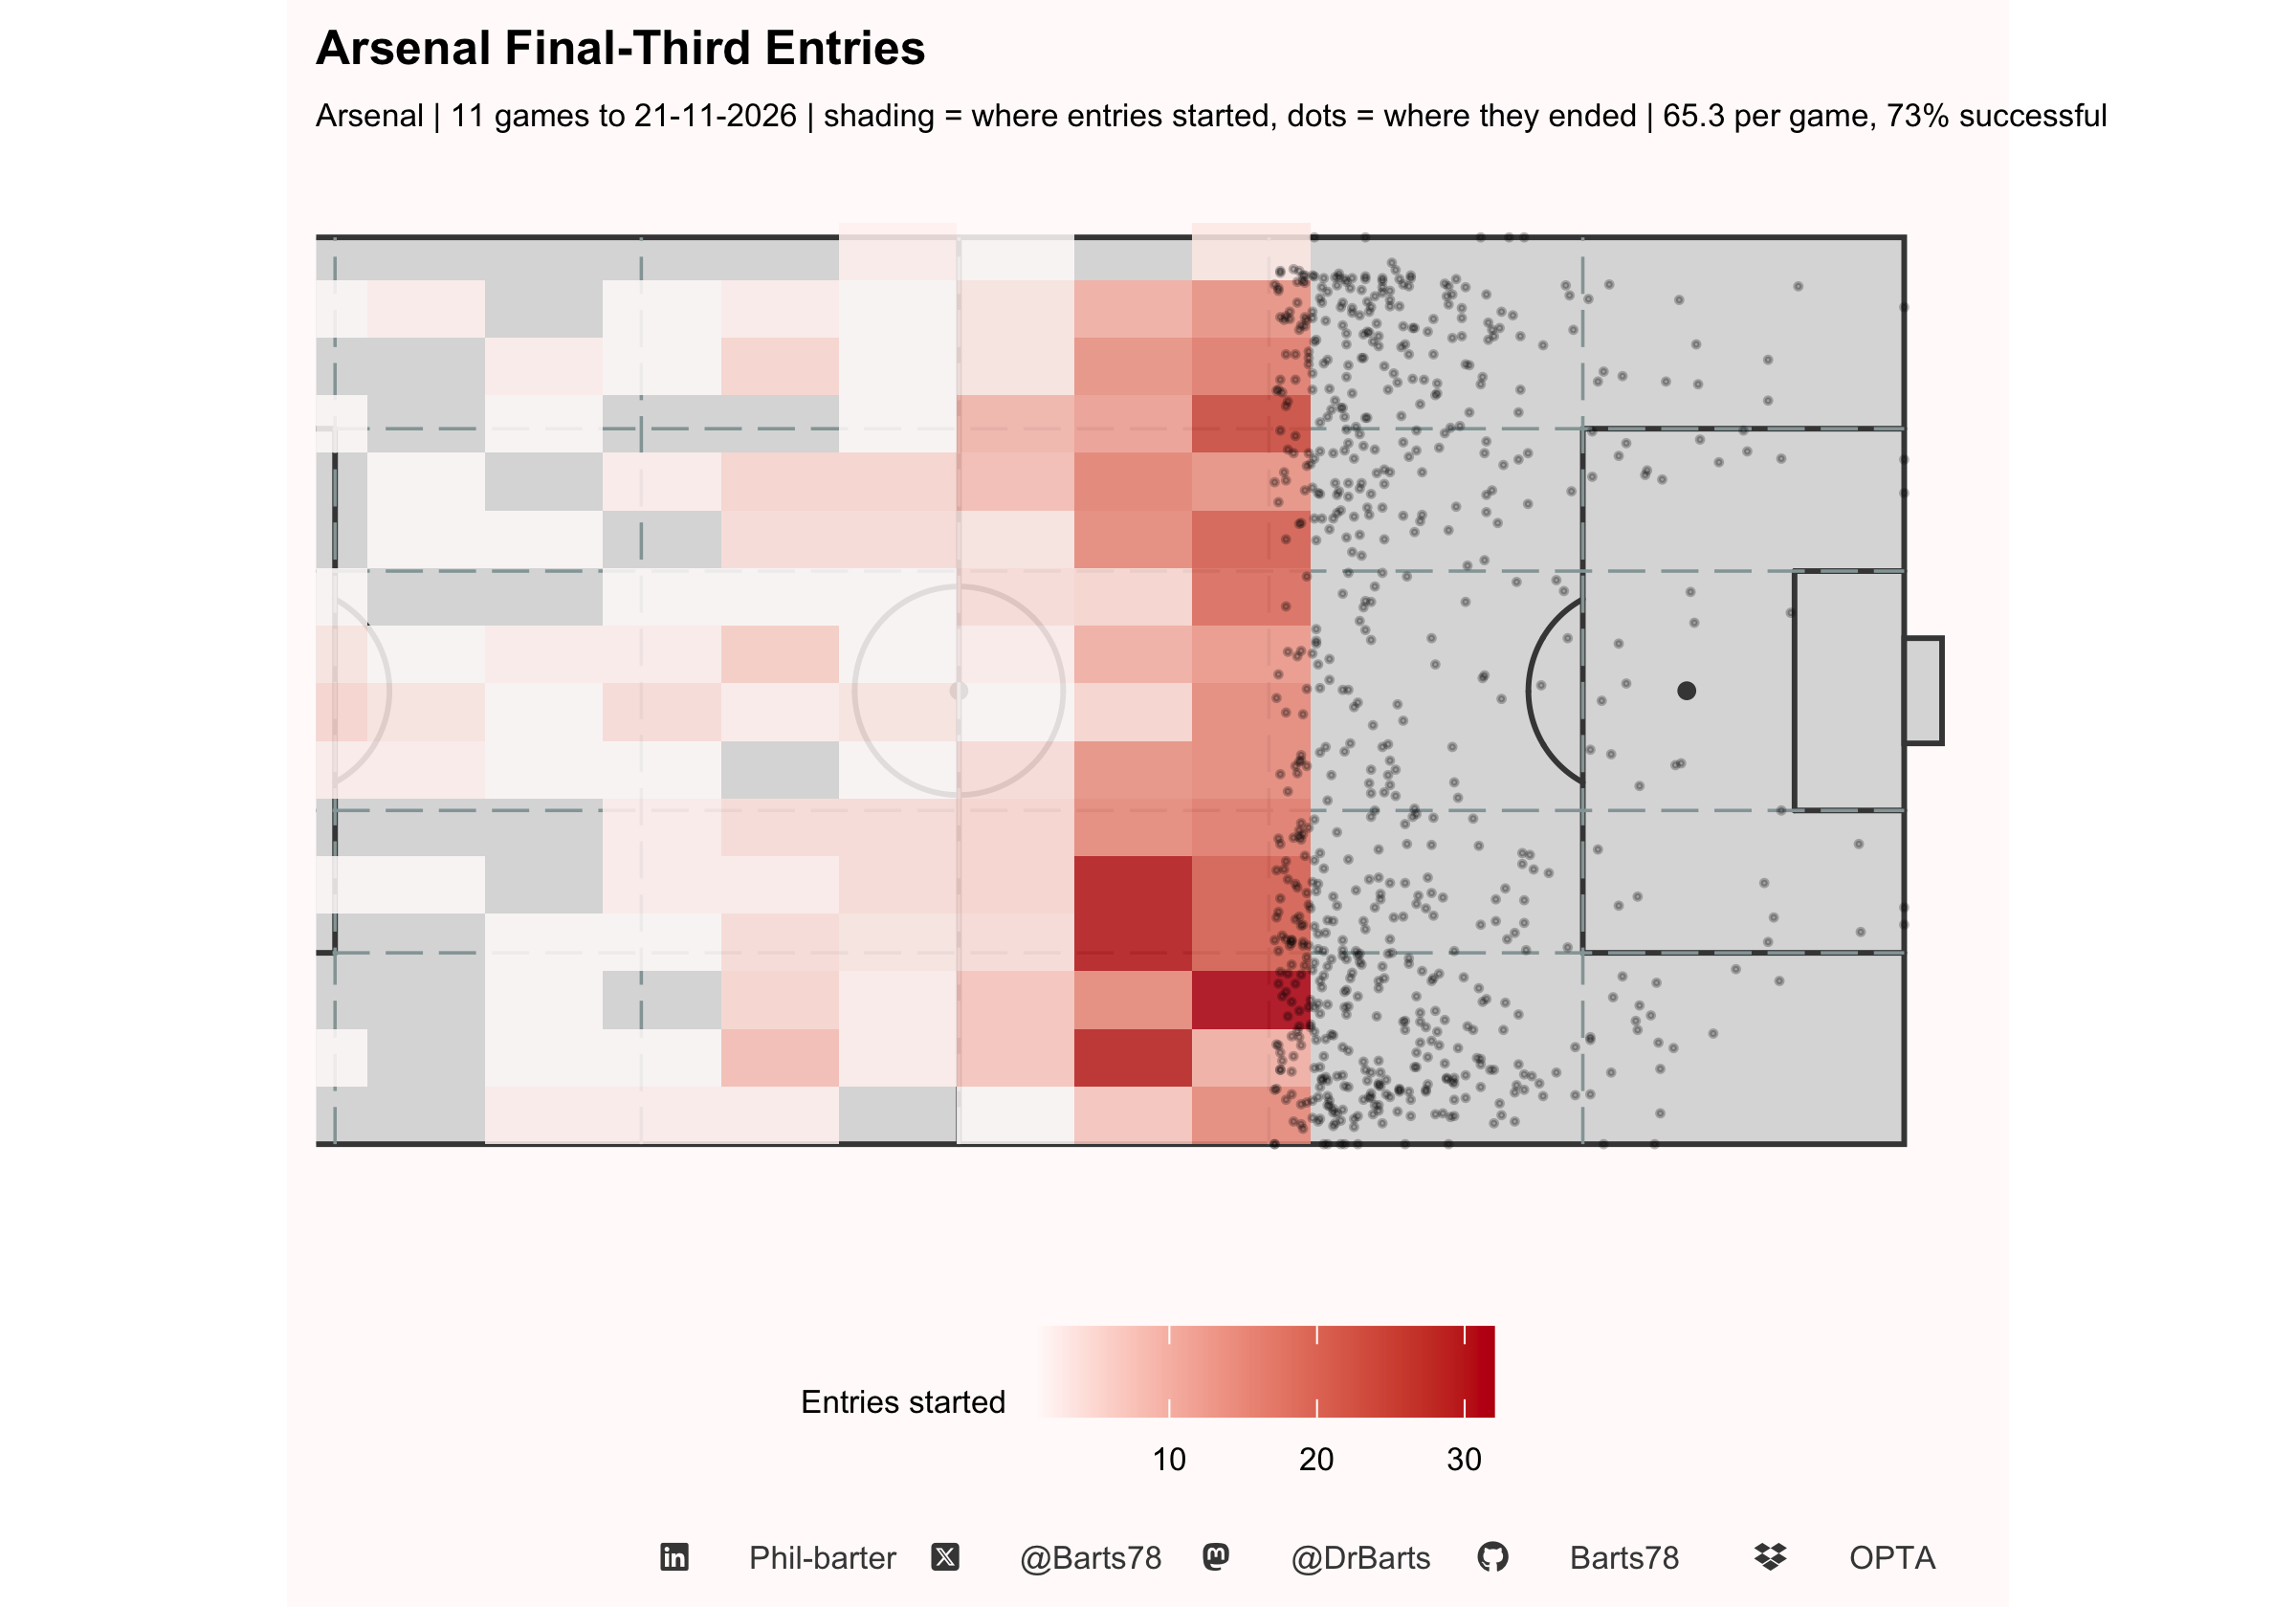 Arsenal Final-Third Entries
Arsenal | 11 games to 21-11-2026 | shading = where entries started, dots = where they ended | 65.3 per game, 73% successful
Entries started
10 20 30
Phil-barter @Barts78 @DrBarts Barts78 OPTA